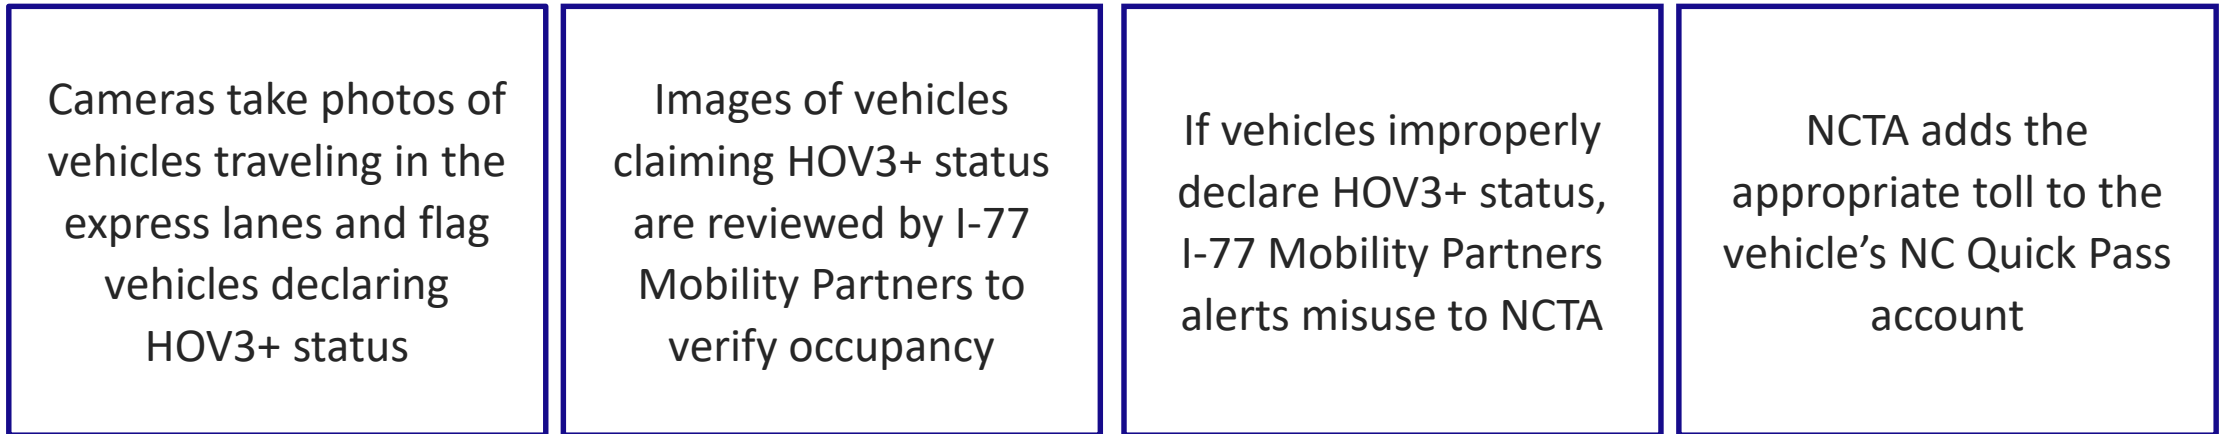 Cameras take photos of
vehicles traveling in the
express lanes and flag
vehicles declaring
HOV3+ status
Images of vehicles
claiming HOV3+ status
are reviewed by I-77
Mobility Partners to
verify occupancy
If vehicles improperly
declare HOV3+ status,
I-77 Mobility Partners
alerts misuse to NCTA
NCTA adds the
appropriate toll to the
vehicle’s NC Quick Pass
account